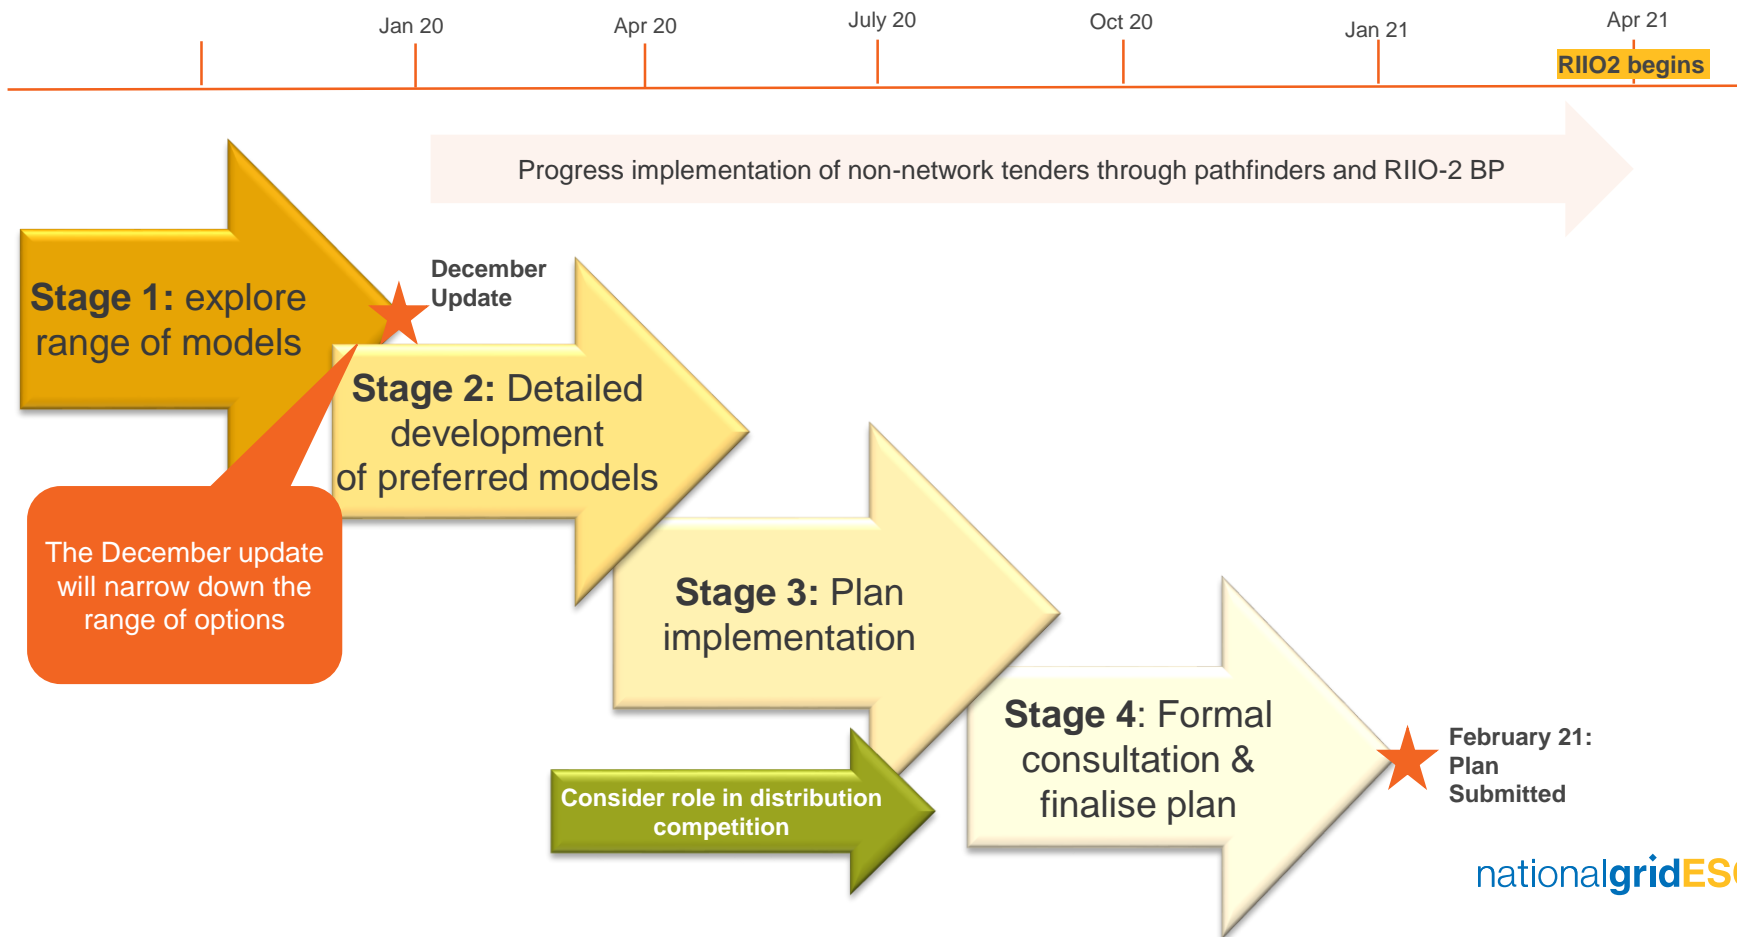 Jan 20
Apr 20
July 20
Oct 20
Jan 21
Apr 21
RIIO2 begins
Progress implementation of non-network tenders through pathfinders and RIIO-2 BP
Stage 1: explore
range of models
December
Update
Stage 2: Detailed
development
of preferred models
The December update
will narrow down the
range of options
Stage 3: Plan
implementation
Consider role in distribution
competition
Stage 4: Formal
consultation &
finalise plan
February 21:
Plan
Submitted
nationalgridES